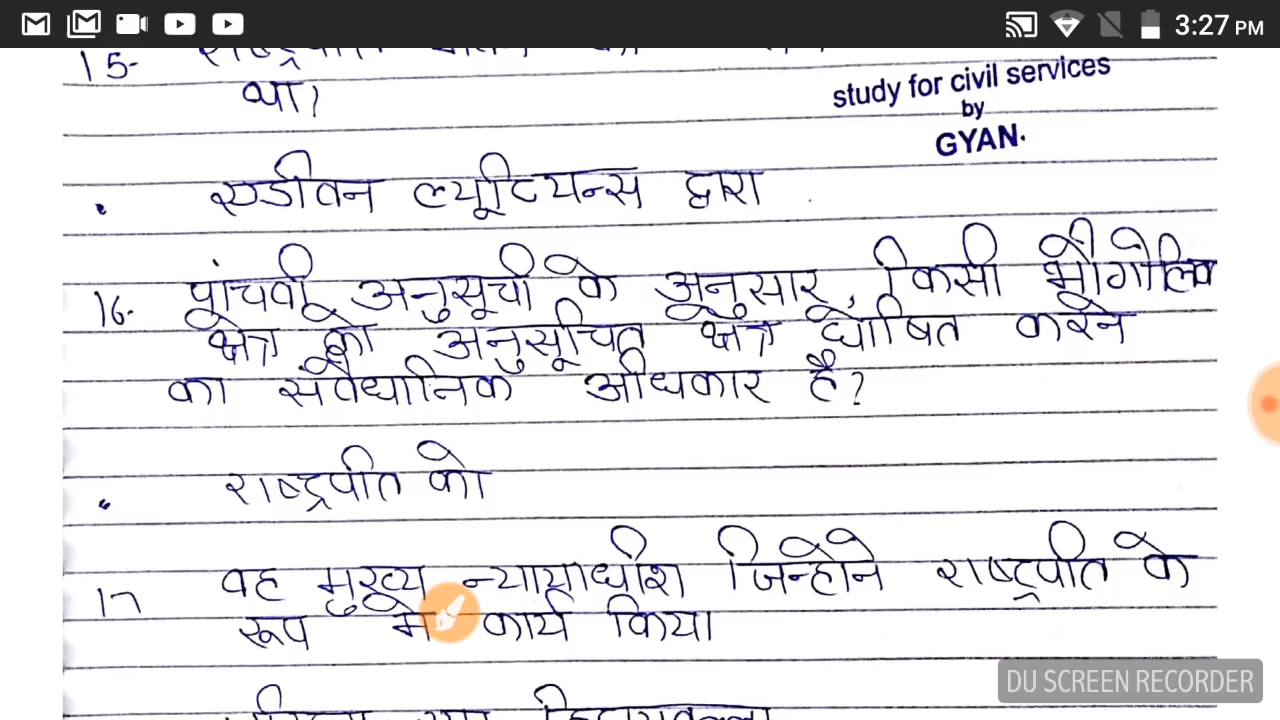 3:27 PM
15-
था?
study for civil services
by
GYAN.
एडीवन ल्यूटियन्स द्वारा
16- पांचवी अनुसूची के अनुसार, किसी भौगोलिक
क्षेत्र को अनुसूचित क्षेत्र घोषित करने
का संवैधानिक अधिकार है?
राष्ट्रपति को
17 वह मुख्य न्यायाधीश जिन्होने राष्ट्रपति के
रूप मे कार्य किया
DU SCREEN RECORDER